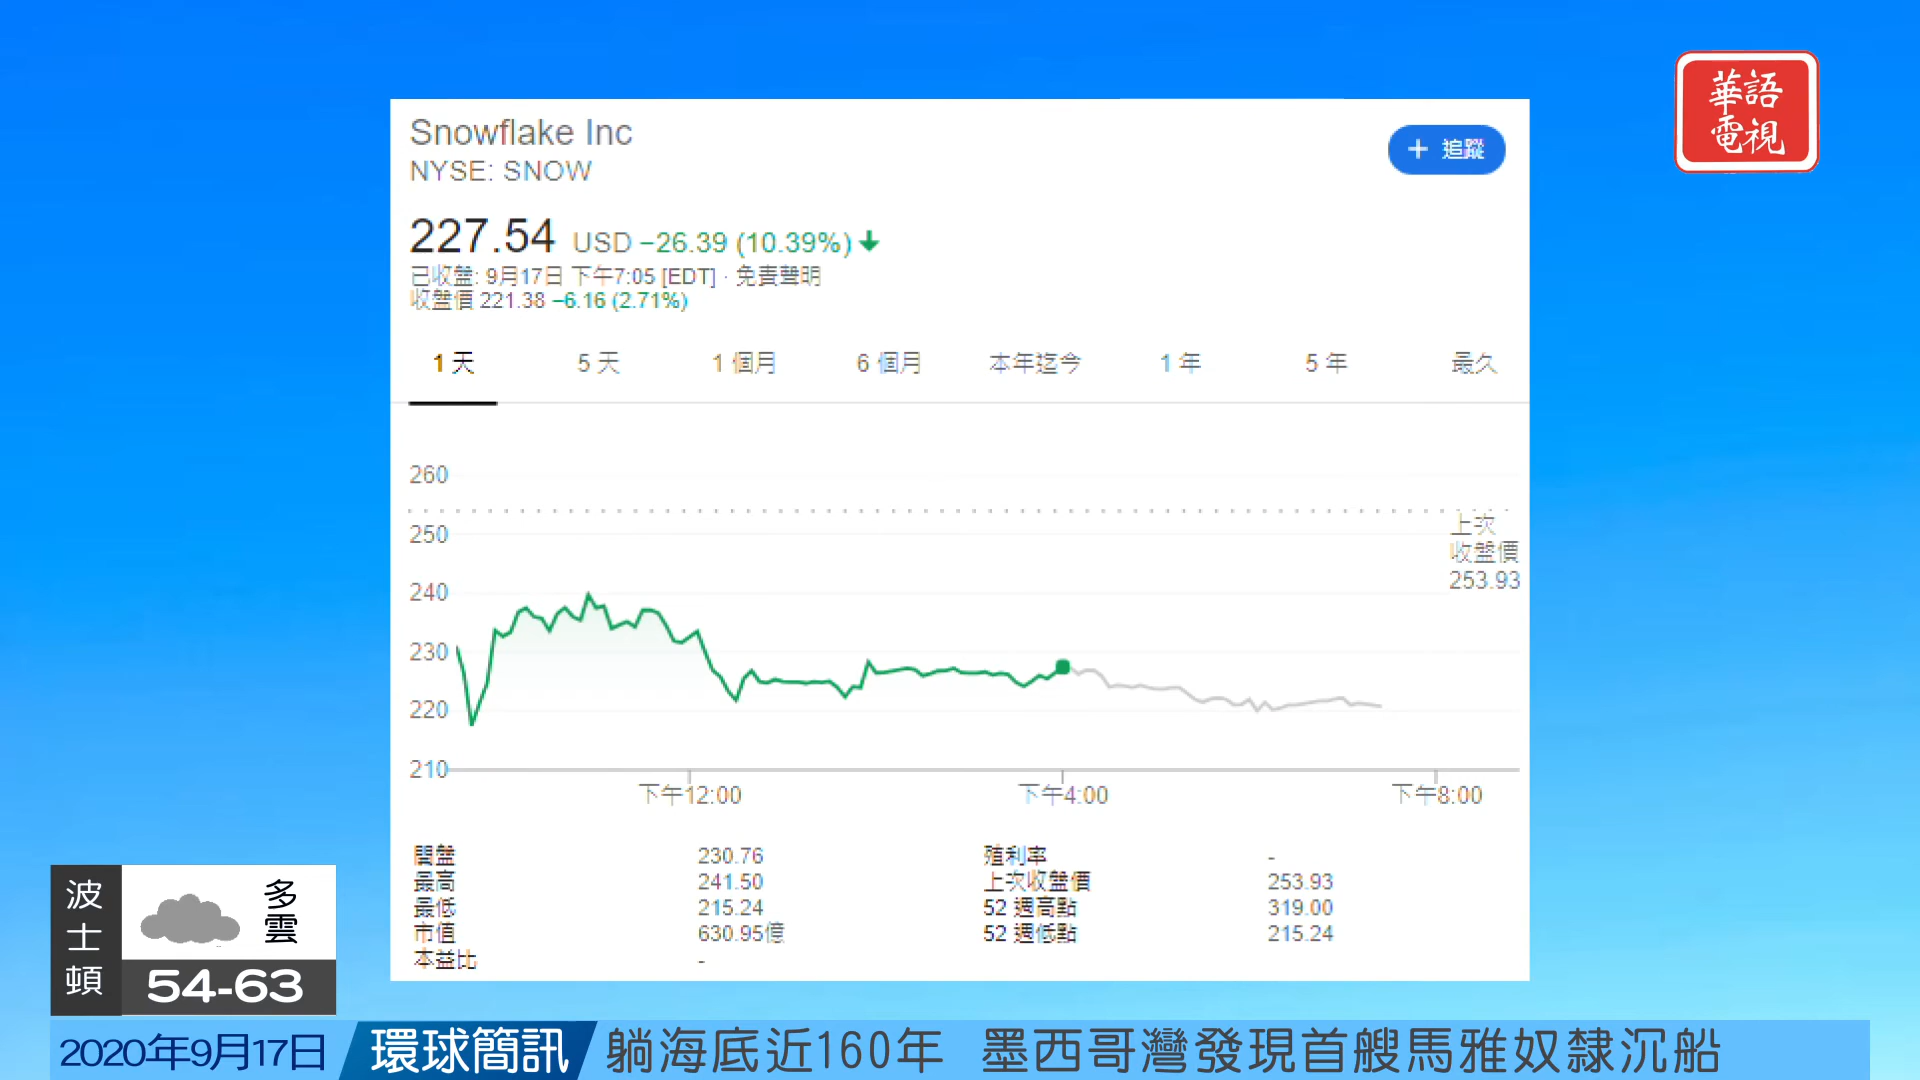 華語
電視
Snowflake Inc
NYSE: SNOW
+ 追蹤
227.54 USD −26.39 (10.39%)
已收盤: 9月17日 下午7:05 [EDT] · 免責聲明
收盤價 221.38 −6.16 (2.71%)
1 天 5 天 1 個月 6 個月 本年迄今 1 年 5 年 最久
260
250
240
230
220
210
上次
收盤價
253.93
下午12:00 下午4:00 下午8:00
開盤 230.76
最高 241.50
最低 215.24
市值 630.95億
本益比 -
殖利率 -
上次收盤價 253.93
52 週高點 319.00
52 週低點 215.24
波士頓
多雲
54-63
2020年9月17日 環球簡訊 躺海底近160年 墨西哥灣發現首艘馬雅奴隸沉船